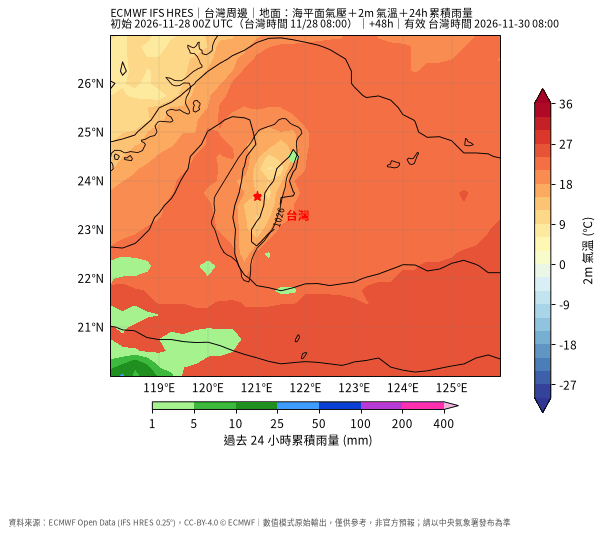 ECMWF IFS HRES｜台灣周邊｜地面：海平面氣壓＋2m 氣溫＋24h 累積雨量
初始 2026-11-28 00Z UTC（台灣時間 11/28 08:00）｜+48h｜有效 台灣時間 2026-11-30 08:00
26°N
25°N
24°N
23°N
22°N
21°N
1026
台灣
119°E 120°E 121°E 122°E 123°E 124°E 125°E
36
27
18
9
0
-9
-18
-27
2m 氣溫 (°C)
1 5 10 25 50 100 200 400
過去 24 小時累積雨量 (mm)
資料來源：ECMWF Open Data (IFS HRES 0.25°)，CC-BY-4.0 © ECMWF｜數值模式原始輸出，僅供參考，非官方預報；請以中央氣象署發布為準